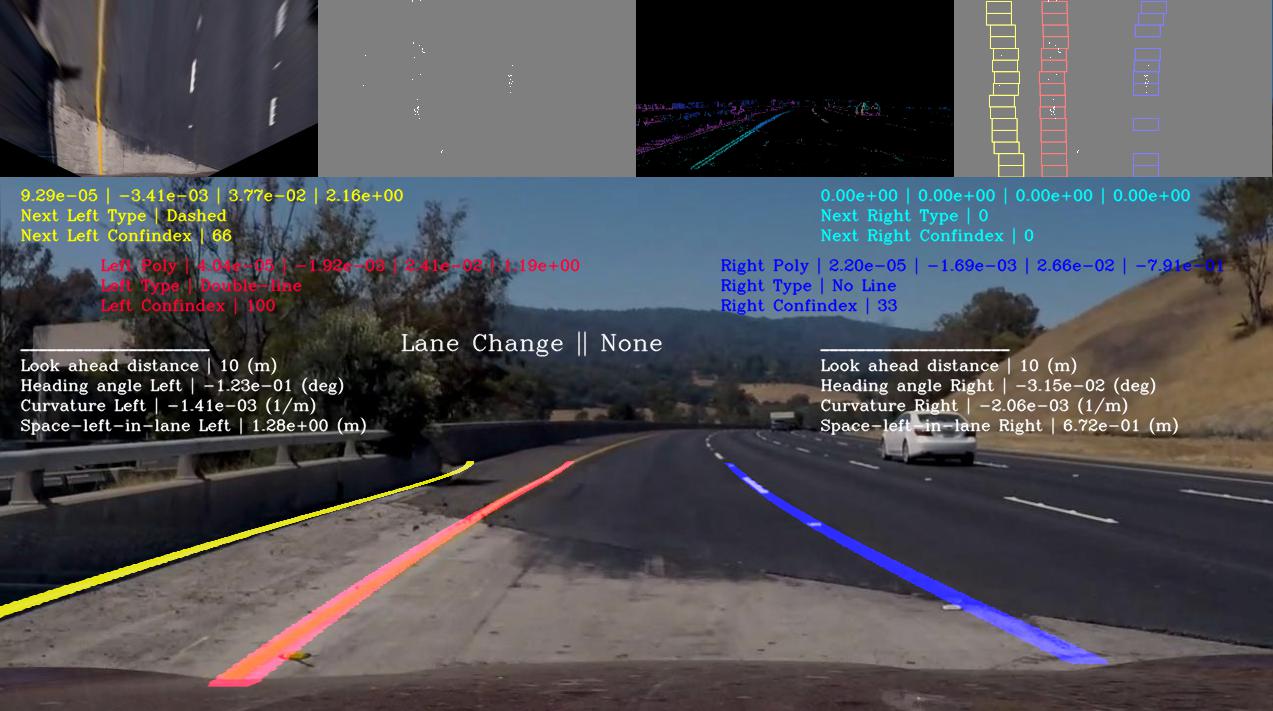 9.29e−05 | −3.41e−03 | 3.77e−02 | 2.16e+00
Next Left Type | Dashed
Next Left Confindex | 66
0.00e+00 | 0.00e+00 | 0.00e+00 | 0.00e+00
Next Right Type | 0
Next Right Confindex | 0
Left Poly | 4.04e−05 | −1.92e−03 | 2.41e−02 | 1.19e+00
Left Type | Double−line
Left Confindex | 100
Right Poly | 2.20e−05 | −1.69e−03 | 2.66e−02 | −7.91e−01
Right Type | No Line
Right Confindex | 33
Lane Change || None
Look ahead distance | 10 (m)
Heading angle Left | −1.23e−01 (deg)
Curvature Left | −1.41e−03 (1/m)
Space−left−in−lane Left | 1.28e+00 (m)
Look ahead distance | 10 (m)
Heading angle Right | −3.15e−02 (deg)
Curvature Right | −2.06e−03 (1/m)
Space−left−in−lane Right | 6.72e−01 (m)